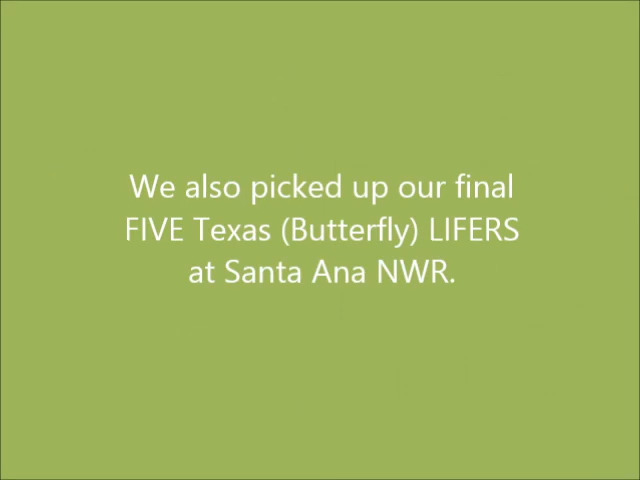 We also picked up our final
FIVE Texas (Butterfly) LIFERS
at Santa Ana NWR.